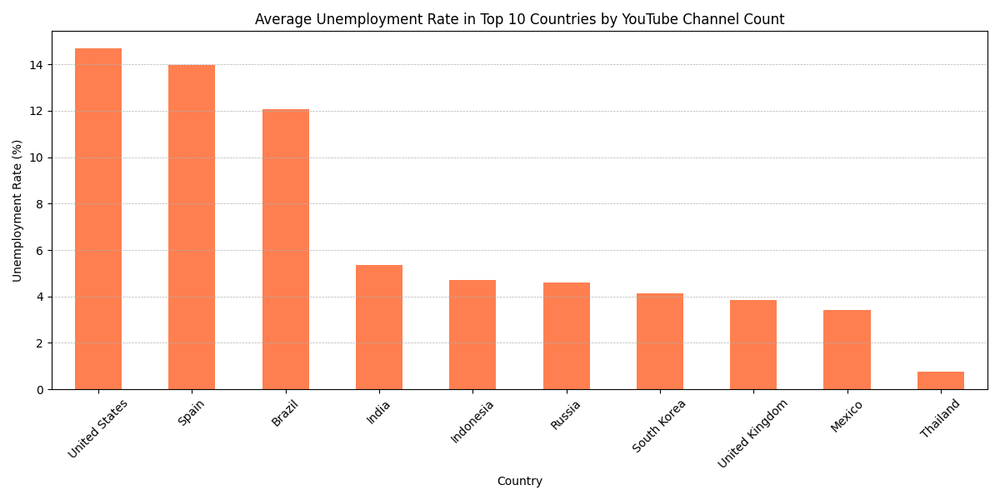 Average Unemployment Rate in Top 10 Countries by YouTube Channel Count
Unemployment Rate (%)
14
12
10
8
6
4
2
0
United States
Spain
Brazil
India
Indonesia
Russia
South Korea
United Kingdom
Mexico
Thailand
Country